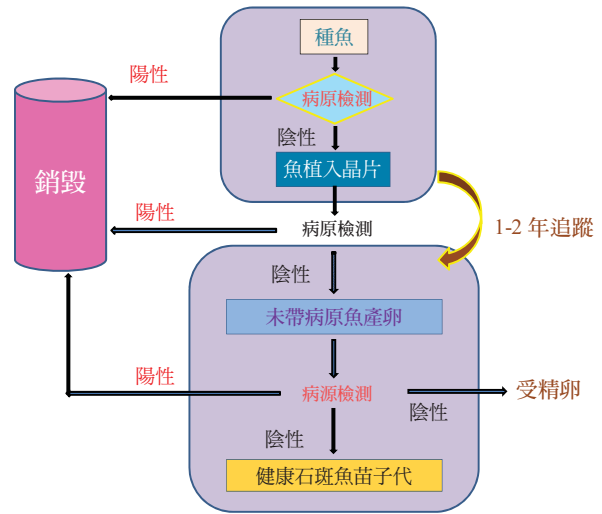 種魚
陽性
病原檢測
陰性
魚植入晶片
銷毀
陽性
病原檢測
1-2 年追蹤
陰性
未帶病原魚產卵
陽性
病源檢測
受精卵
陰性
陰性
健康石斑魚苗子代